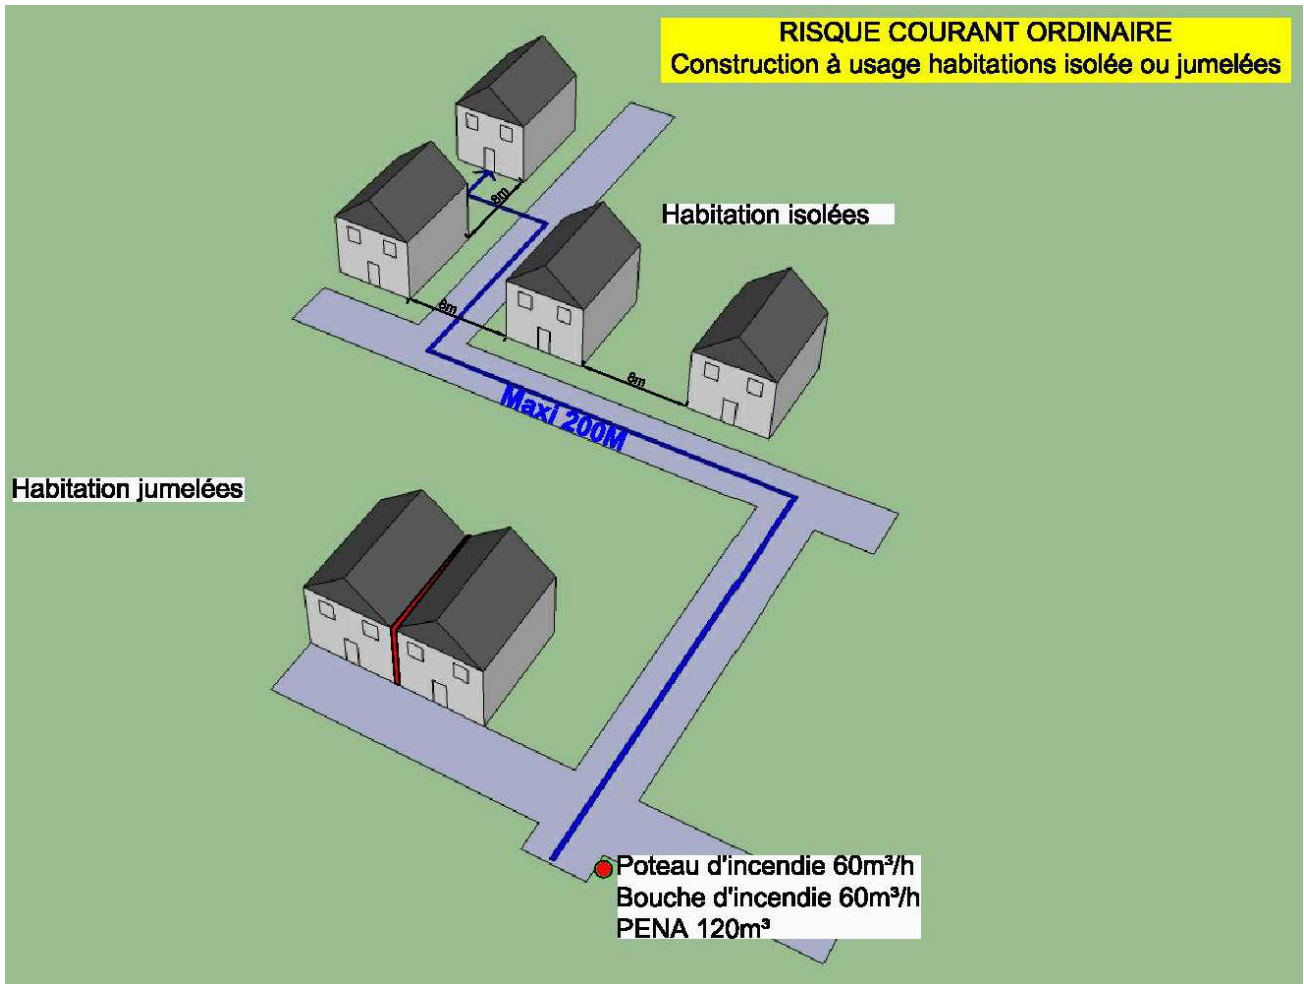 RISQUE COURANT ORDINAIRE
Construction à usage habitations isolée ou jumelées
8m
Habitation isolées
8m
8m
Maxi 200M
Habitation jumelées
Poteau d'incendie 60m³/h
Bouche d'incendie 60m³/h
PENA 120m³